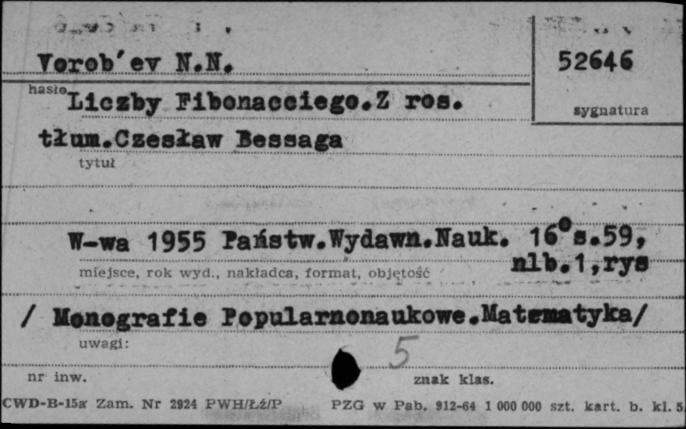 Vorob'ev N.N.
52646
hasło
Liczby Fibonacciego.Z ros.
sygnatura
tłum.Czesław Bessaga
tytuł
W-wa 1955 Państw.Wydawn.Nauk. 16° s.59,
miejsce, rok wyd., nakładca, format, objętość
nlb.1,rys
/ Monografie Popularnonaukowe.Matematyka/
uwagi:
5
nr inw.
znak klas.
CWD-B-15a Zam. Nr 2924 PWH/Łź/P PZG w Pab. 912-64 1 000 000 szt. kart. b. kl. 5